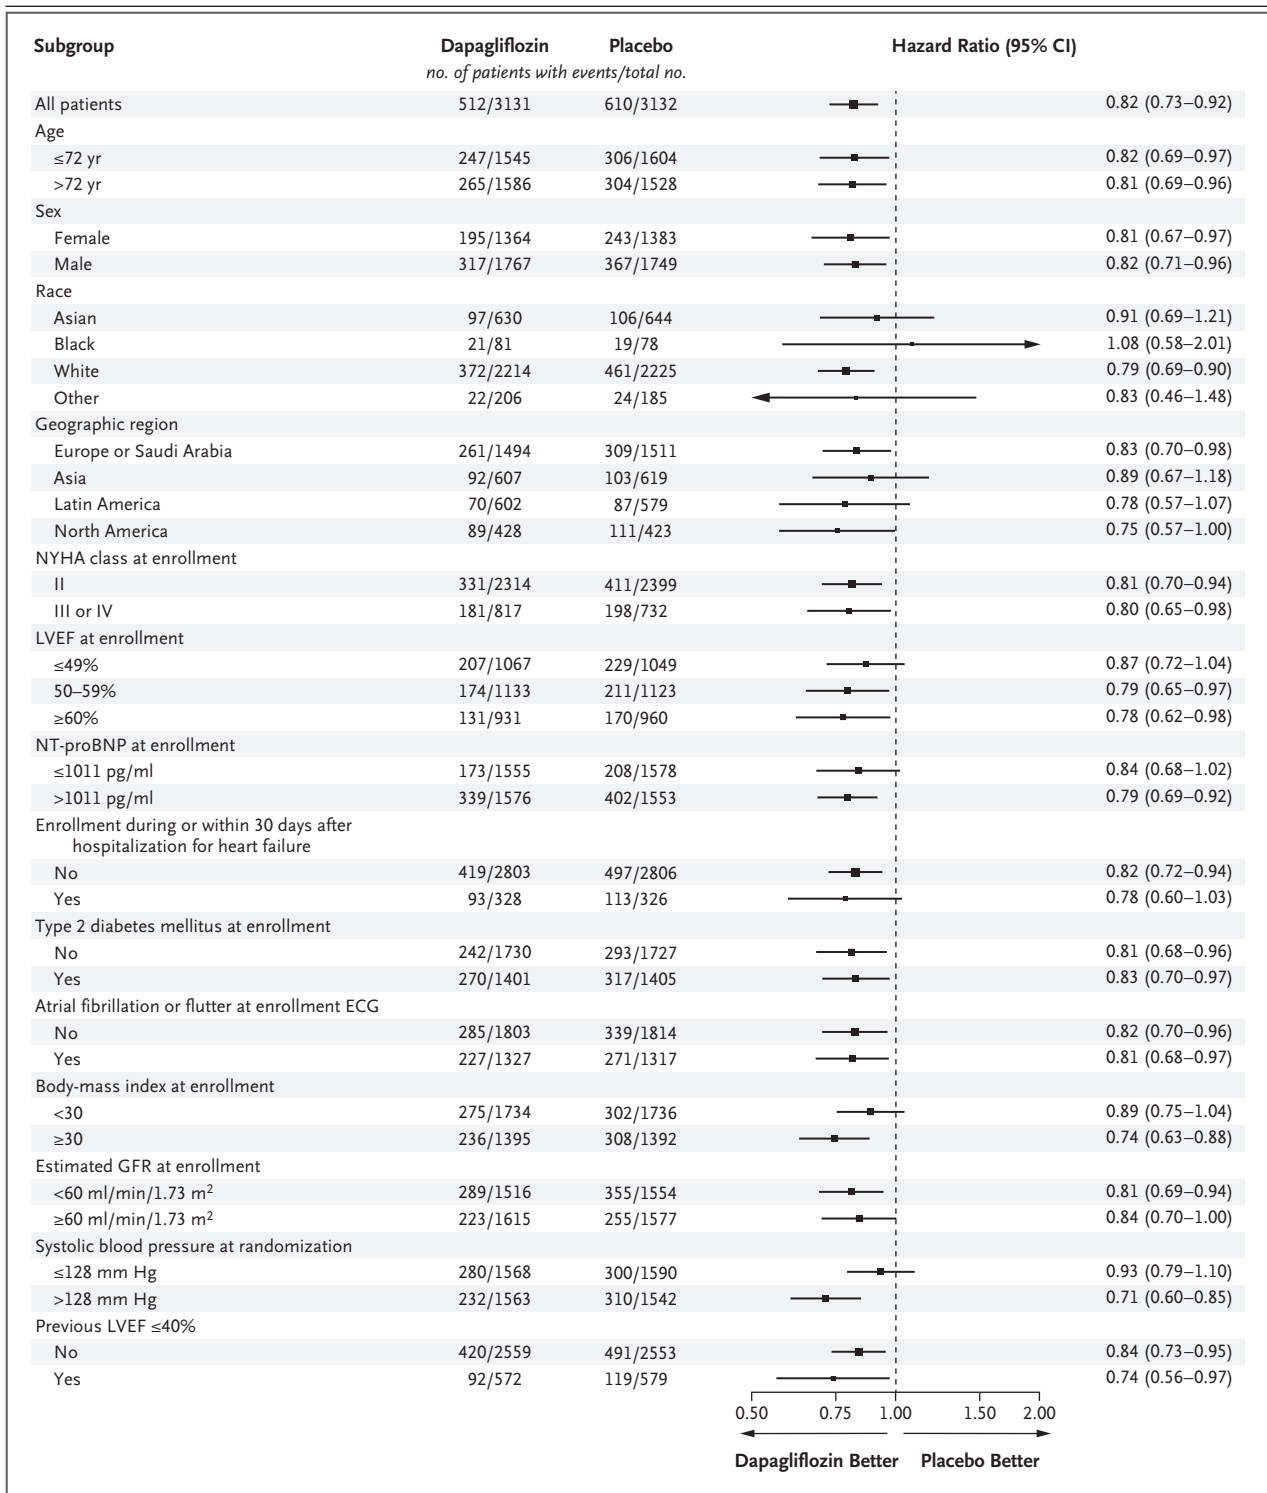 Subgroup Dapagliflozin Placebo Hazard Ratio (95% CI)
no. of patients with events/total no.
All patients 512/3131 610/3132 0.82 (0.73–0.92)
Age
≤72 yr 247/1545 306/1604 0.82 (0.69–0.97)
>72 yr 265/1586 304/1528 0.81 (0.69–0.96)
Sex
Female 195/1364 243/1383 0.81 (0.67–0.97)
Male 317/1767 367/1749 0.82 (0.71–0.96)
Race
Asian 97/630 106/644 0.91 (0.69–1.21)
Black 21/81 19/78 1.08 (0.58–2.01)
White 372/2214 461/2225 0.79 (0.69–0.90)
Other 22/206 24/185 0.83 (0.46–1.48)
Geographic region
Europe or Saudi Arabia 261/1494 309/1511 0.83 (0.70–0.98)
Asia 92/607 103/619 0.89 (0.67–1.18)
Latin America 70/602 87/579 0.78 (0.57–1.07)
North America 89/428 111/423 0.75 (0.57–1.00)
NYHA class at enrollment
II 331/2314 411/2399 0.81 (0.70–0.94)
III or IV 181/817 198/732 0.80 (0.65–0.98)
LVEF at enrollment
≤49% 207/1067 229/1049 0.87 (0.72–1.04)
50–59% 174/1133 211/1123 0.79 (0.65–0.97)
≥60% 131/931 170/960 0.78 (0.62–0.98)
NT-proBNP at enrollment
≤1011 pg/ml 173/1555 208/1578 0.84 (0.68–1.02)
>1011 pg/ml 339/1576 402/1553 0.79 (0.69–0.92)
Enrollment during or within 30 days after
hospitalization for heart failure
No 419/2803 497/2806 0.82 (0.72–0.94)
Yes 93/328 113/326 0.78 (0.60–1.03)
Type 2 diabetes mellitus at enrollment
No 242/1730 293/1727 0.81 (0.68–0.96)
Yes 270/1401 317/1405 0.83 (0.70–0.97)
Atrial fibrillation or flutter at enrollment ECG
No 285/1803 339/1814 0.82 (0.70–0.96)
Yes 227/1327 271/1317 0.81 (0.68–0.97)
Body-mass index at enrollment
<30 275/1734 302/1736 0.89 (0.75–1.04)
≥30 236/1395 308/1392 0.74 (0.63–0.88)
Estimated GFR at enrollment
<60 ml/min/1.73 m² 289/1516 355/1554 0.81 (0.69–0.94)
≥60 ml/min/1.73 m² 223/1615 255/1577 0.84 (0.70–1.00)
Systolic blood pressure at randomization
≤128 mm Hg 280/1568 300/1590 0.93 (0.79–1.10)
>128 mm Hg 232/1563 310/1542 0.71 (0.60–0.85)
Previous LVEF ≤40%
No 420/2559 491/2553 0.84 (0.73–0.95)
Yes 92/572 119/579 0.74 (0.56–0.97)
0.50 0.75 1.00 1.50 2.00
Dapagliflozin Better Placebo Better